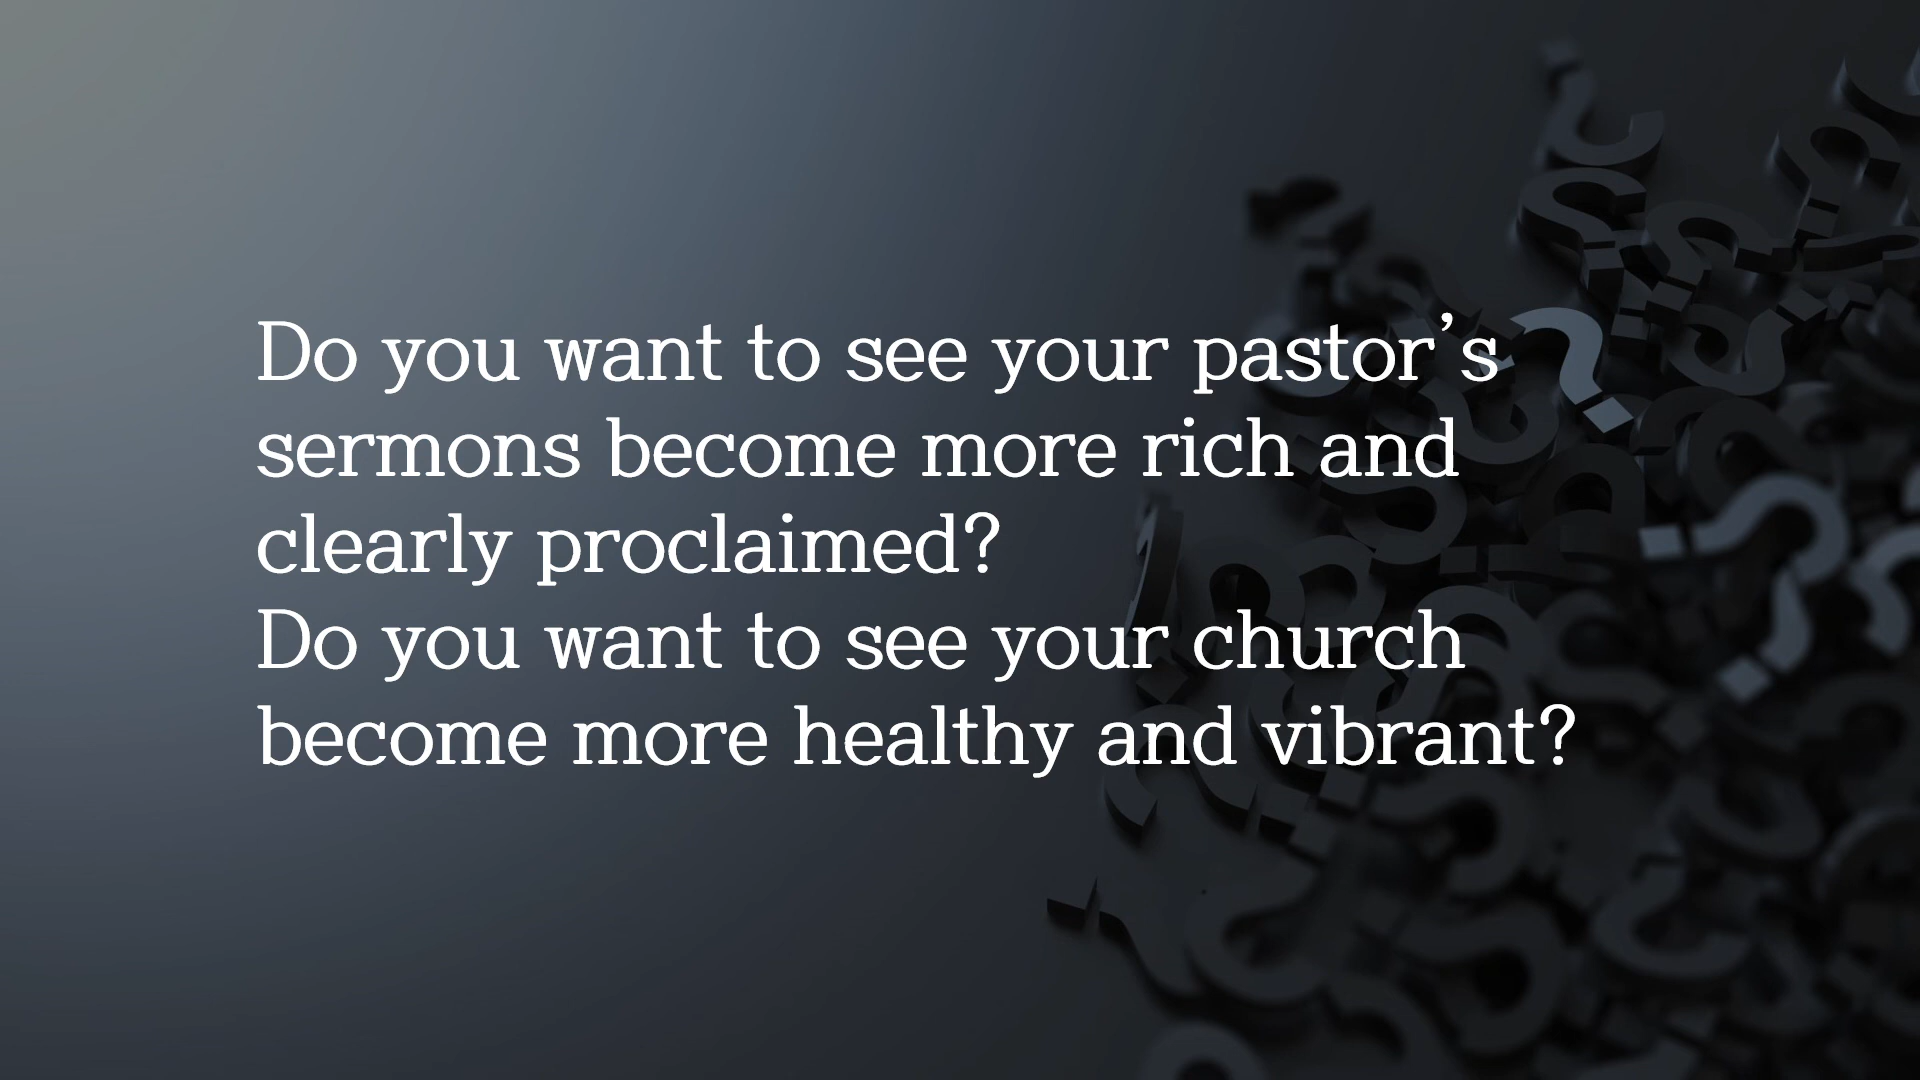 Do you want to see your pastor’s
sermons become more rich and
clearly proclaimed?
Do you want to see your church
become more healthy and vibrant?